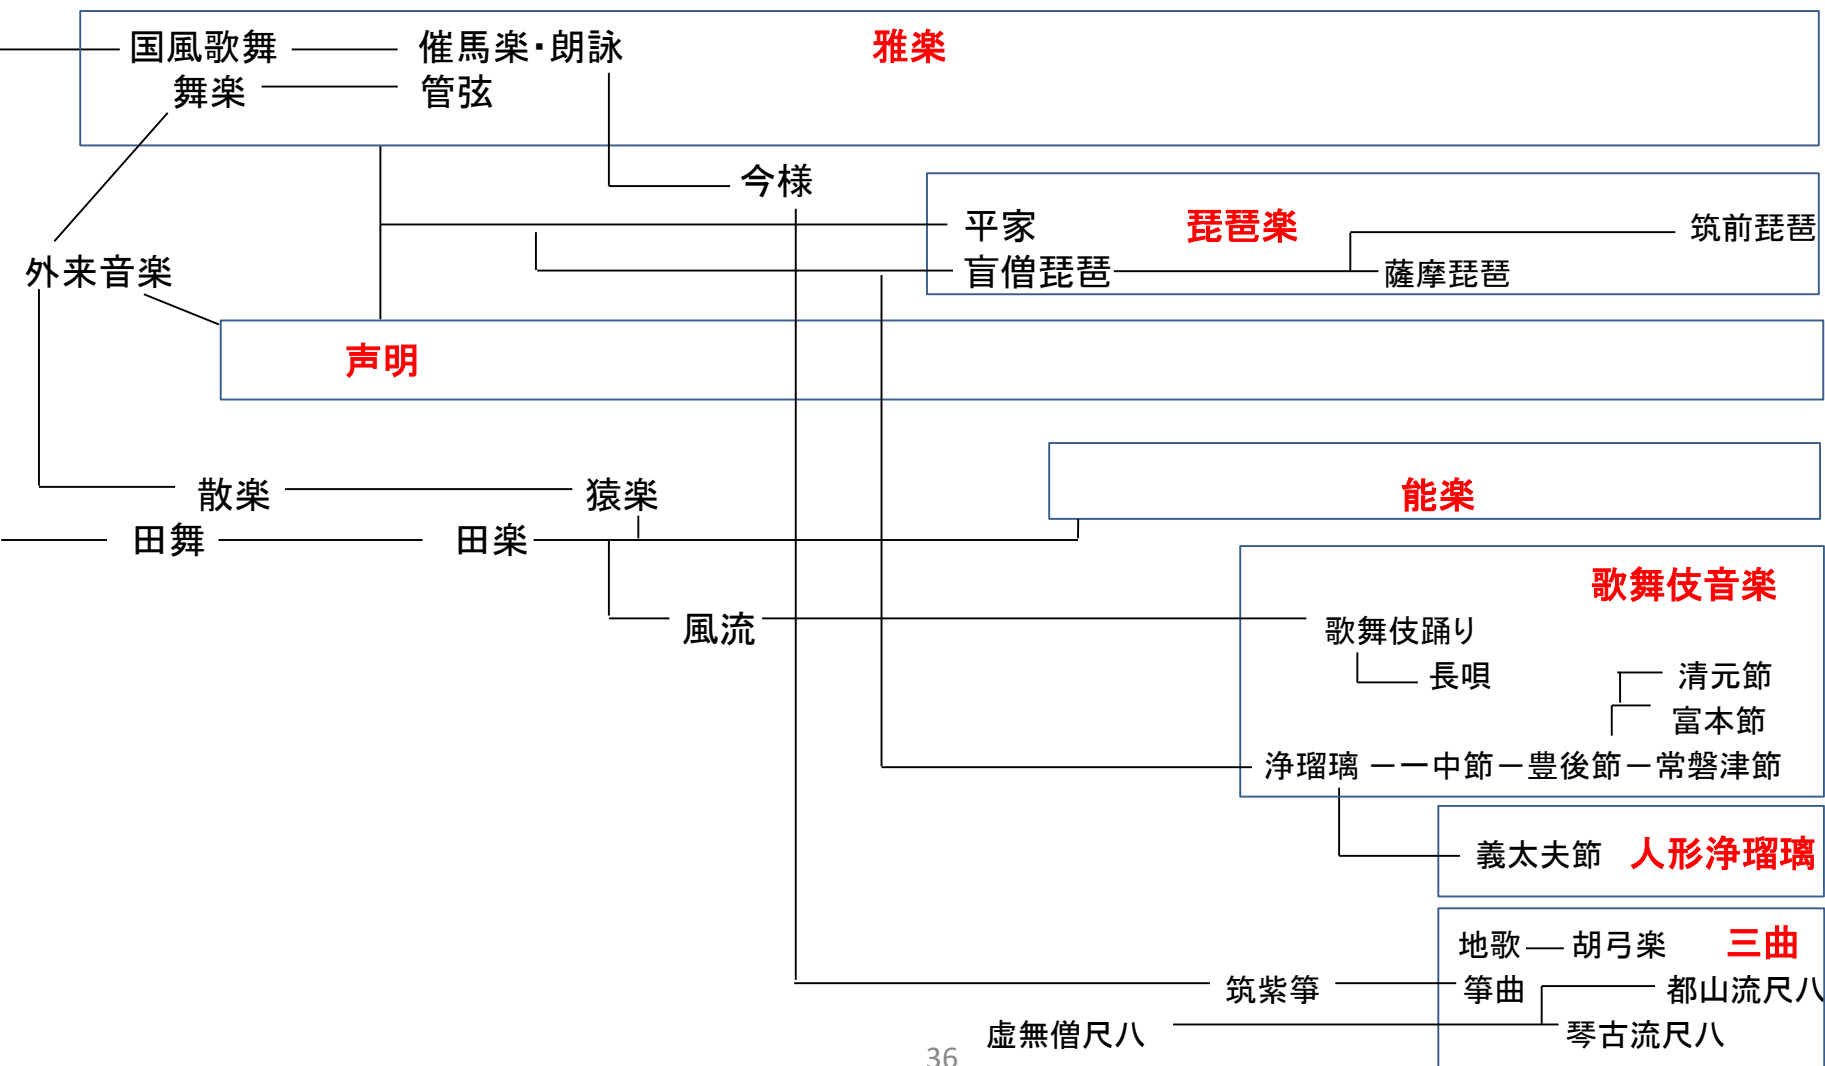 国風歌舞 催馬楽・朗詠 雅楽
舞楽 管弦
今様
平家 琵琶楽 筑前琵琶
外来音楽 盲僧琵琶 薩摩琵琶
声明
散楽 猿楽 能楽
田舞 田楽
歌舞伎音楽
風流 歌舞伎踊り
長唄 清元節
富本節
浄瑠璃 ー一中節ー豊後節ー常磐津節
義太夫節 人形浄瑠璃
地歌 胡弓楽 三曲
筑紫箏 箏曲 都山流尺八
虚無僧尺八 琴古流尺八
36